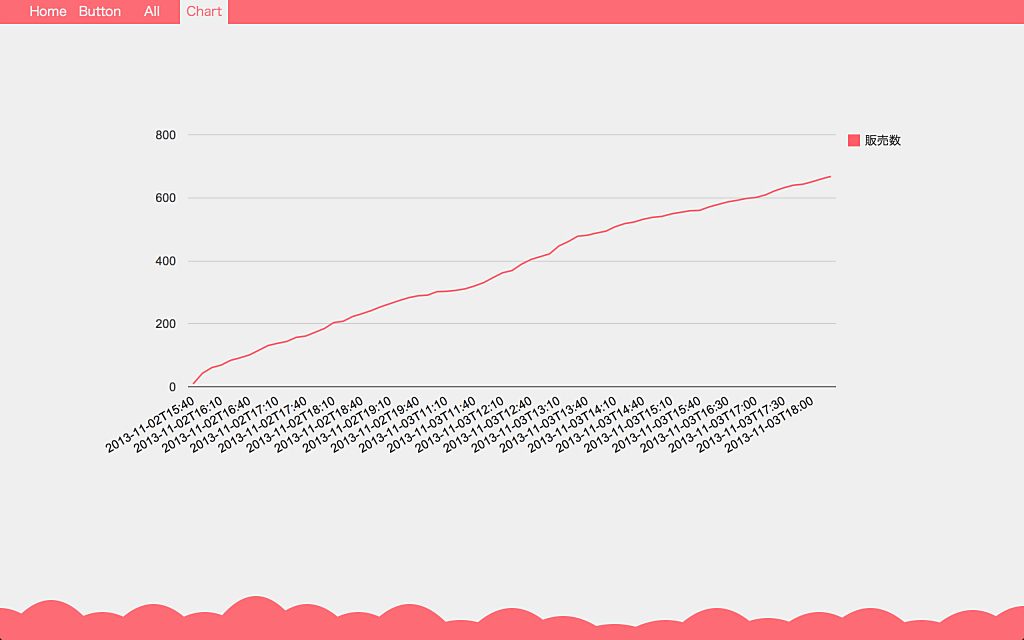 Home Button All Chart
800
600
400
200
0
販売数
2013-11-02T15:40
2013-11-02T16:10
2013-11-02T16:40
2013-11-02T17:10
2013-11-02T17:40
2013-11-02T18:10
2013-11-02T18:40
2013-11-02T19:10
2013-11-02T19:40
2013-11-03T11:10
2013-11-03T11:40
2013-11-03T12:10
2013-11-03T12:40
2013-11-03T13:10
2013-11-03T13:40
2013-11-03T14:10
2013-11-03T14:40
2013-11-03T15:10
2013-11-03T15:40
2013-11-03T16:30
2013-11-03T17:00
2013-11-03T17:30
2013-11-03T18:00